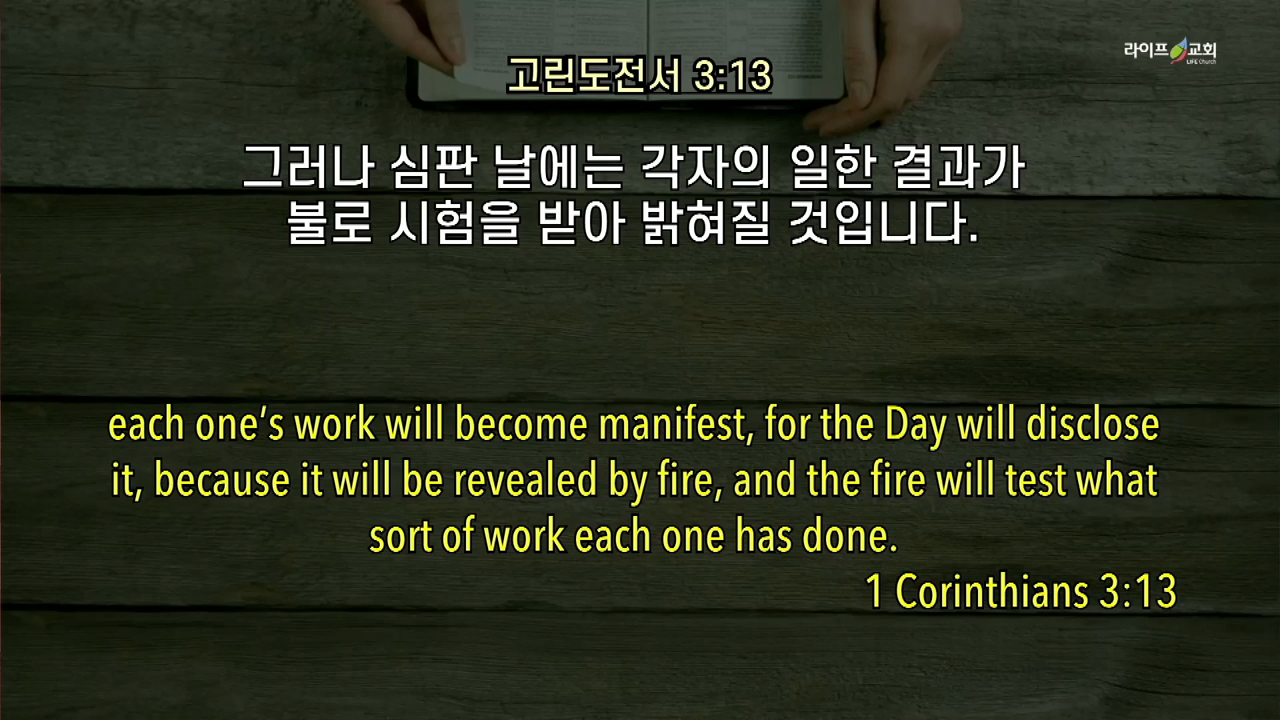 라이프교회
LIFE Church
고린도전서 3:13
그러나 심판 날에는 각자의 일한 결과가
불로 시험을 받아 밝혀질 것입니다.
each one’s work will become manifest, for the Day will disclose
it, because it will be revealed by fire, and the fire will test what
sort of work each one has done.
1 Corinthians 3:13